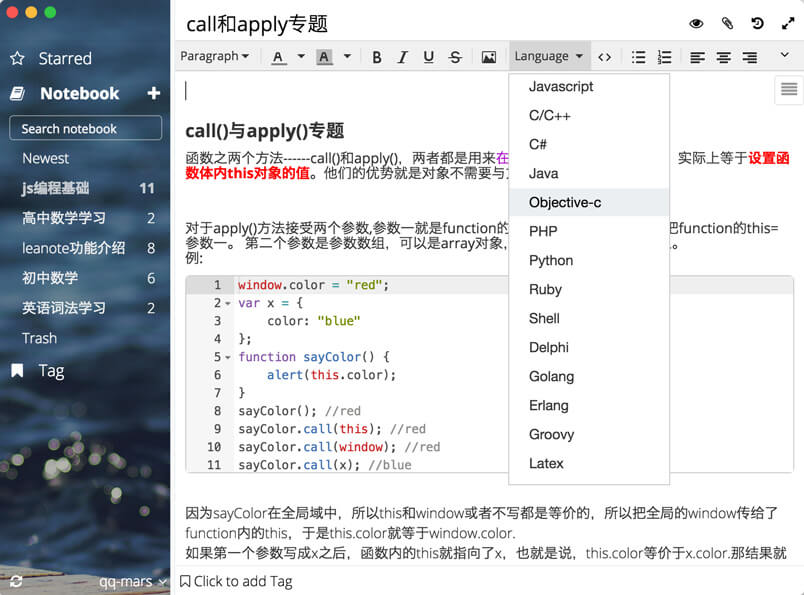 call和apply专题
Starred
Notebook +
Search notebook
Newest
js编程基础 11
高中数学学习 2
leanote功能介绍 8
初中数学 6
英语词法学习 2
Trash
Tag
qq-mars
Paragraph A A B I U S Language <>
Javascript
C/C++
C#
Java
Objective-c
PHP
Python
Ruby
Shell
Delphi
Golang
Erlang
Groovy
Latex
call()与apply()专题
函数之两个方法------call()和apply()，两者都是用来在 实际上等于设置函
数体内this对象的值。他们的优势就是对象不需要与
对于apply()方法接受两个参数,参数一就是function的 把function的this=
参数一。 第二个参数是参数数组，可以是array对象,
例:
1 window.color = "red";
2 var x = {
3 color: "blue"
4 };
5 function sayColor() {
6 alert(this.color);
7 }
8 sayColor(); //red
9 sayColor.call(this); //red
10 sayColor.call(window); //red
11 sayColor.call(x); //blue
因为sayColor在全局域中，所以this和window或者不写都是等价的，所以把全局的window传给了
function内的this，于是this.color就等于window.color.
如果第一个参数写成x之后，函数内的this就指向了x，也就是说，this.color等价于x.color.那结果就
Click to add Tag